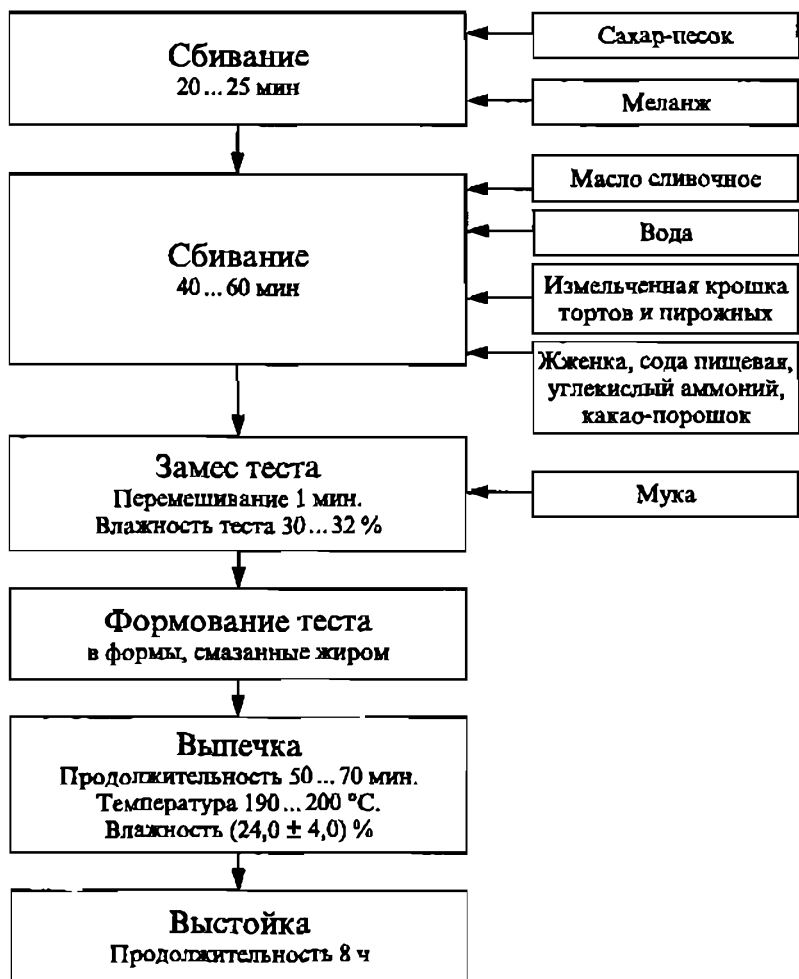 Сбивание
20 ... 25 мин
Сахар-песок
Меланж
Сбивание
40 ... 60 мин
Масло сливочное
Вода
Измельченная крошка
тортов и пирожных
Жженка, сода пищевая,
углекислый аммоний,
какао-порошок
Замес теста
Перемешивание 1 мин.
Влажность теста 30 ... 32 %
Мука
Формование теста
в формы, смазанные жиром
Выпечка
Продолжительность 50 ... 70 мин.
Температура 190 ... 200 °С.
Влажность (24,0 ± 4,0) %
Выстойка
Продолжительность 8 ч